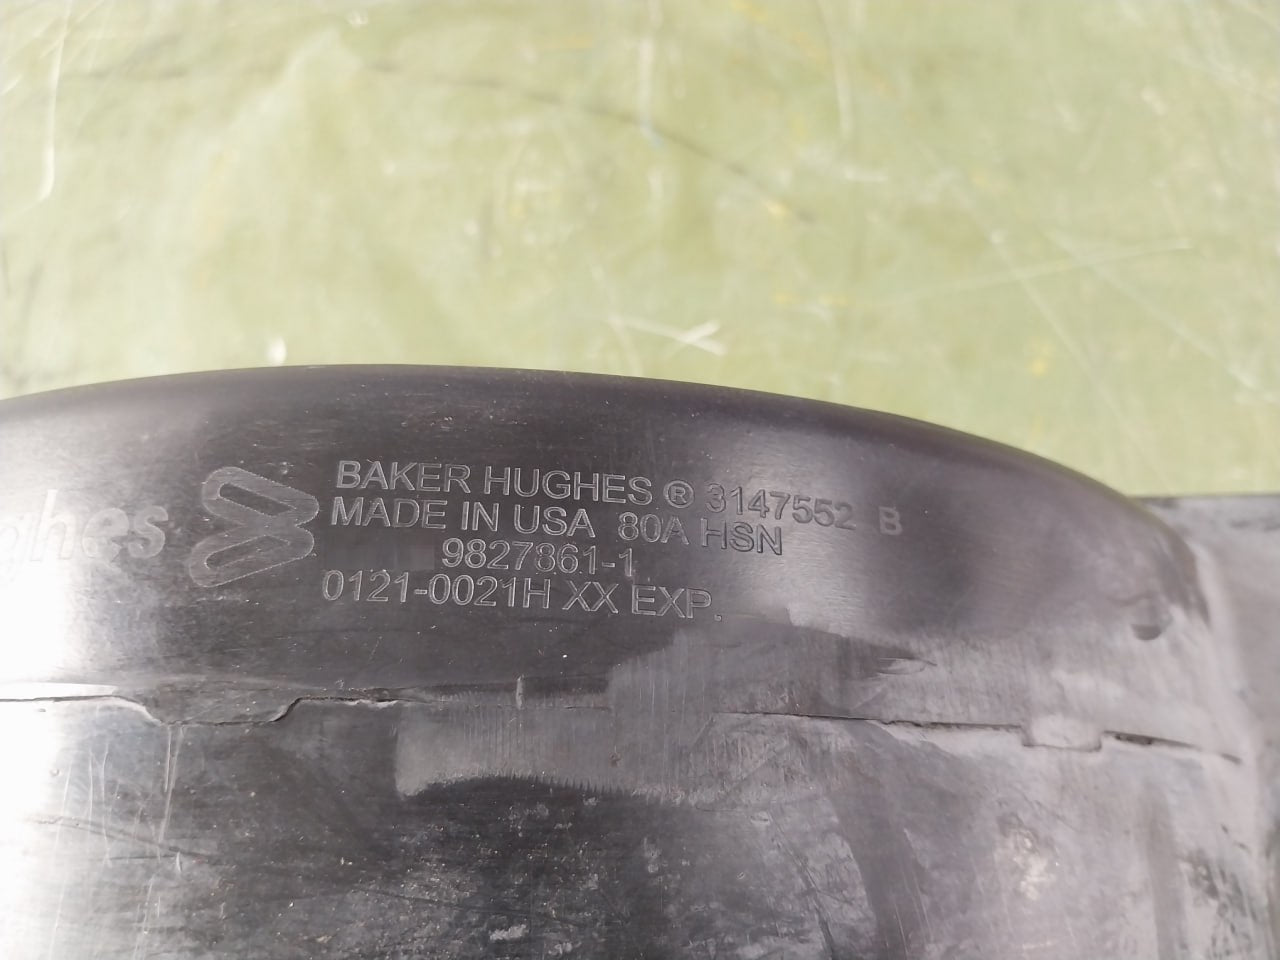 ghes
BAKER HUGHES ® 3147552 B
MADE IN USA 80A HSN
9827861-1
0121-0021H XX EXP.